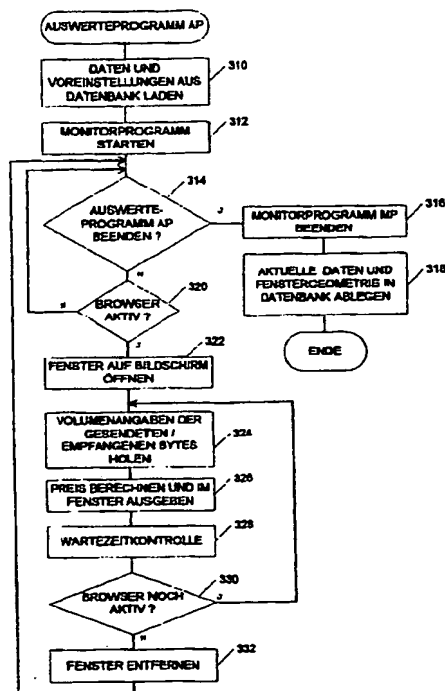 AUSWERTEPROGRAMM AP
310
DATEN UND
VOREINSTELLUNGEN AUS
DATENBANK LADEN
312
MONITORPROGRAMM
STARTEN
314
AUSWERTE-
PROGRAMM AP
BEENDEN ?
J
N
316
MONITORPROGRAMM MP
BEENDEN
318
AKTUELLE DATEN UND
FENSTERGEOMETRIE IN
DATENBANK ABLEGEN
ENDE
320
BROWSER
AKTIV ?
N
J
322
FENSTER AUF BILDSCHIRM
ÖFFNEN
324
VOLUMENANGABEN DER
GESENDETEN /
EMPFANGENEN BYTES
HOLEN
326
PREIS BERECHNEN UND IM
FENSTER AUSGEBEN
328
WARTEZEITKONTROLLE
330
BROWSER NOCH
AKTIV ?
J
N
332
FENSTER ENTFERNEN